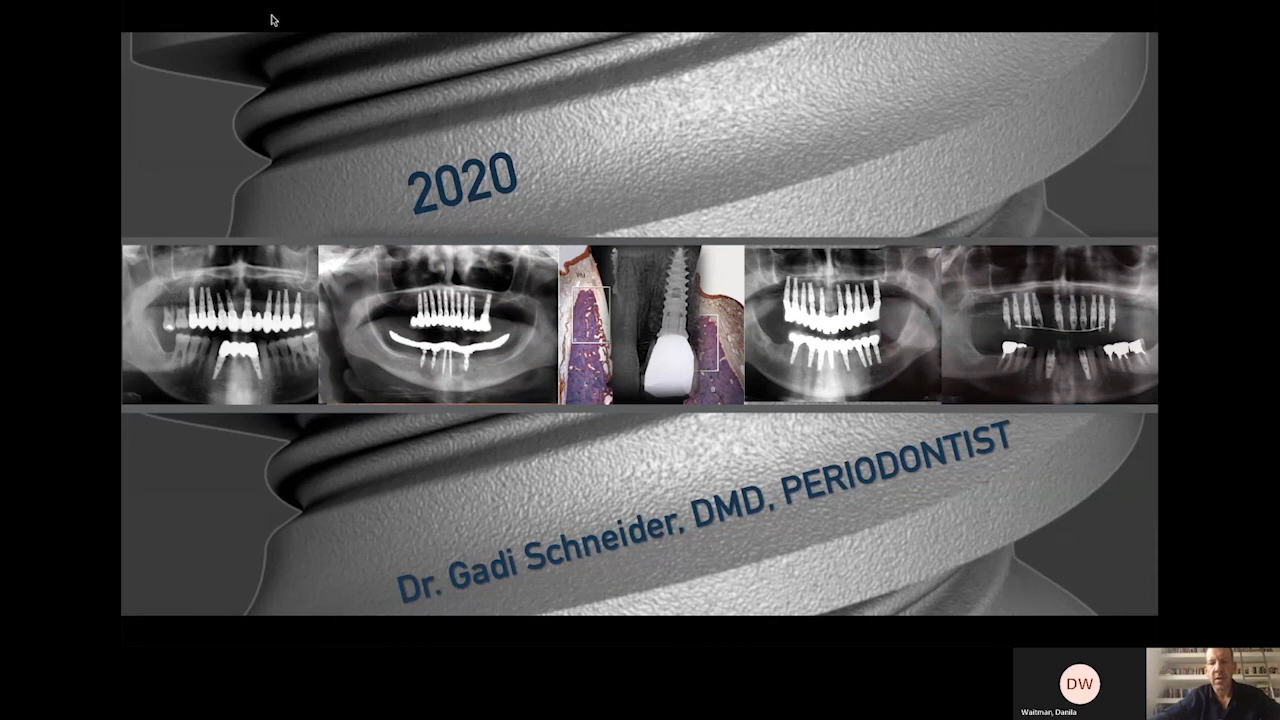 2020
Dr. Gadi Schneider, DMD, PERIODONTIST
DW
Waitman, Danila